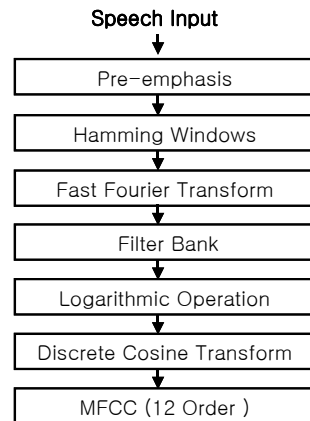 Speech Input
Pre-emphasis
Hamming Windows
Fast Fourier Transform
Filter Bank
Logarithmic Operation
Discrete Cosine Transform
MFCC (12 Order )